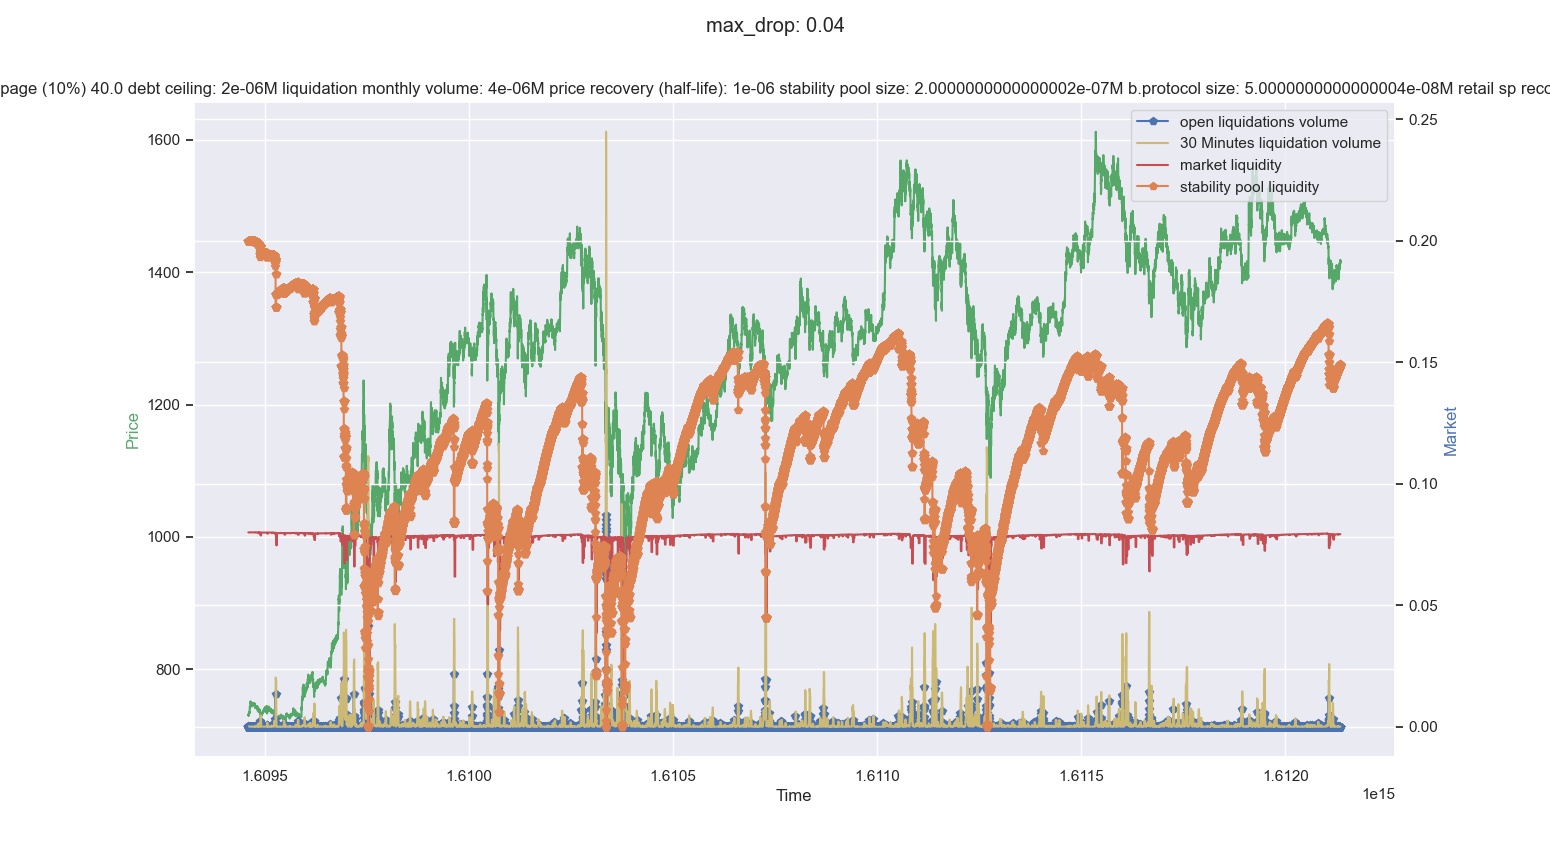 max_drop: 0.04
page (10%) 40.0 debt ceiling: 2e-06M liquidation monthly volume: 4e-06M price recovery (half-life): 1e-06 stability pool size: 2.0000000000000002e-07M b.protocol size: 5.0000000000000004e-08M retail sp reco
open liquidations volume
30 Minutes liquidation volume
market liquidity
stability pool liquidity
1600
1400
1200
1000
800
Price
0.25
0.20
0.15
0.10
0.05
0.00
Market
1.6095 1.6100 1.6105 1.6110 1.6115 1.6120
1e15
Time